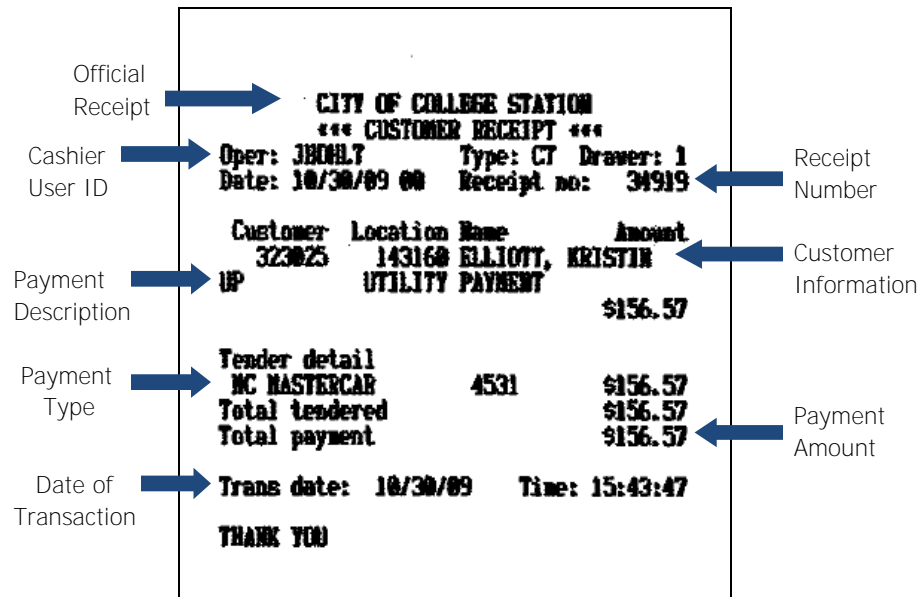 Official
Receipt
CITY OF COLLEGE STATION
*** CUSTOMER RECEIPT ***
Cashier
User ID
Oper: Type: CT Drawer: 1
Date: 10/30/09 00 Receipt no: 34919
Receipt
Number
Customer Location Name Amount
323025 143160 ELLIOTT, KRISTIN
Customer
Information
UP UTILITY PAYMENT
Payment
Description
$156.57
Tender detail
Payment
Type
MC MASTERCAR 4531 $156.57
Total tendered $156.57
Total payment $156.57
Payment
Amount
Date of
Transaction
Trans date: 10/30/09 Time: 15:43:47
THANK YOU